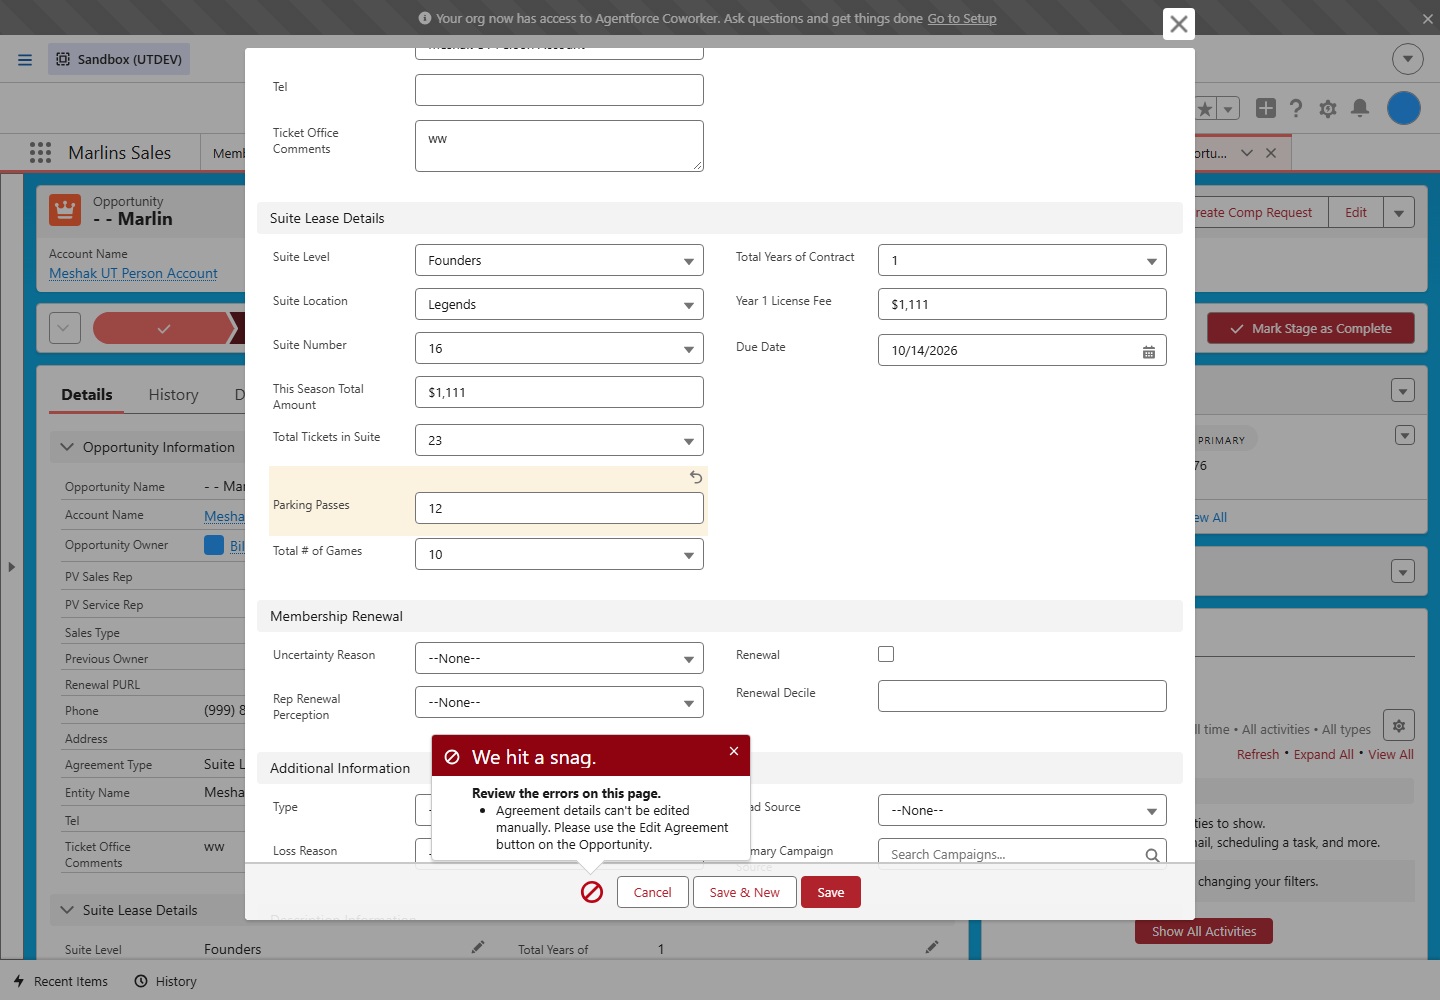 Your org now has access to Agentforce Coworker. Ask questions and get things done Go to Setup
Sandbox (UTDEV)
Marlins Sales
Memb
ortu...
Opportunity
- - Marlin
Account Name
Meshak UT Person Account
reate Comp Request
Edit
Mark Stage as Complete
Details
History
D
Opportunity Information
Opportunity Name
- - Mar
Account Name
Mesha
Opportunity Owner
Bil
PV Sales Rep
PV Service Rep
Sales Type
Previous Owner
Renewal PURL
Phone
(999) 8
Address
Agreement Type
Suite L
Entity Name
Mesha
Tel
Ticket Office
Comments
ww
Suite Lease Details
Suite Level
Founders
Total Years of
1
Tel
Ticket Office
Comments
ww
Suite Lease Details
Suite Level
Founders
Total Years of Contract
1
Suite Location
Legends
Year 1 License Fee
$1,111
Suite Number
16
Due Date
10/14/2026
This Season Total
Amount
$1,111
Total Tickets in Suite
23
Parking Passes
12
Total # of Games
10
Membership Renewal
Uncertainty Reason
--None--
Renewal
Rep Renewal
Perception
--None--
Renewal Decile
Additional Information
Type
ad Source
--None--
Loss Reason
mary Campaign
Source
Search Campaigns...
We hit a snag.
Review the errors on this page.
• Agreement details can't be edited
manually. Please use the Edit Agreement
button on the Opportunity.
Cancel
Save & New
Save
PRIMARY
76
ew All
ll time • All activities • All types
Refresh • Expand All • View All
ties to show.
nail, scheduling a task, and more.
changing your filters.
Show All Activities
Recent Items
History